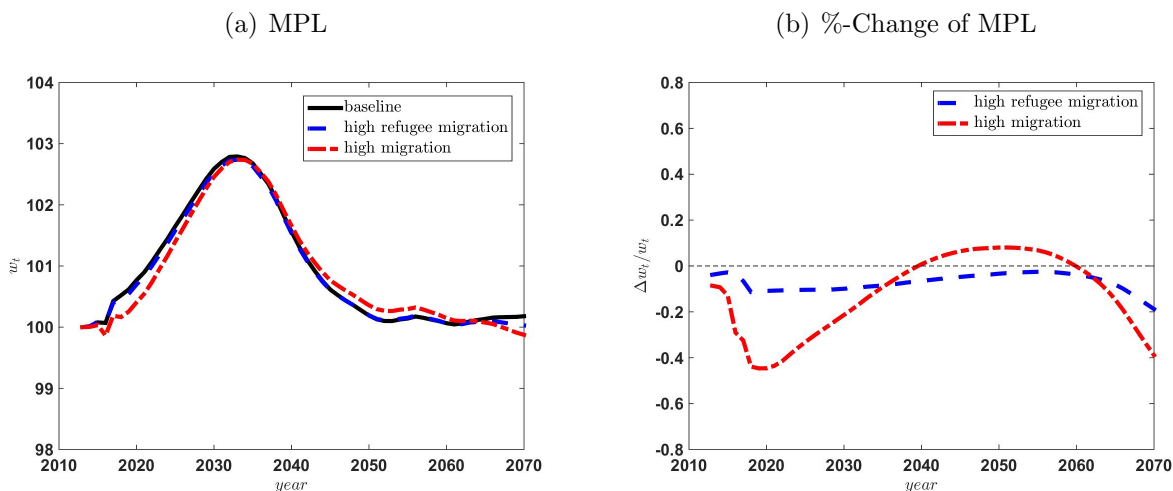 (a) MPL
104
103
102
101
100
99
98
w_t
2010 2020 2030 2040 2050 2060 2070
year
baseline
high refugee migration
high migration
(b) %-Change of MPL
0.8
0.6
0.4
0.2
0
-0.2
-0.4
-0.6
-0.8
Δw_t/w_t
2010 2020 2030 2040 2050 2060 2070
year
high refugee migration
high migration